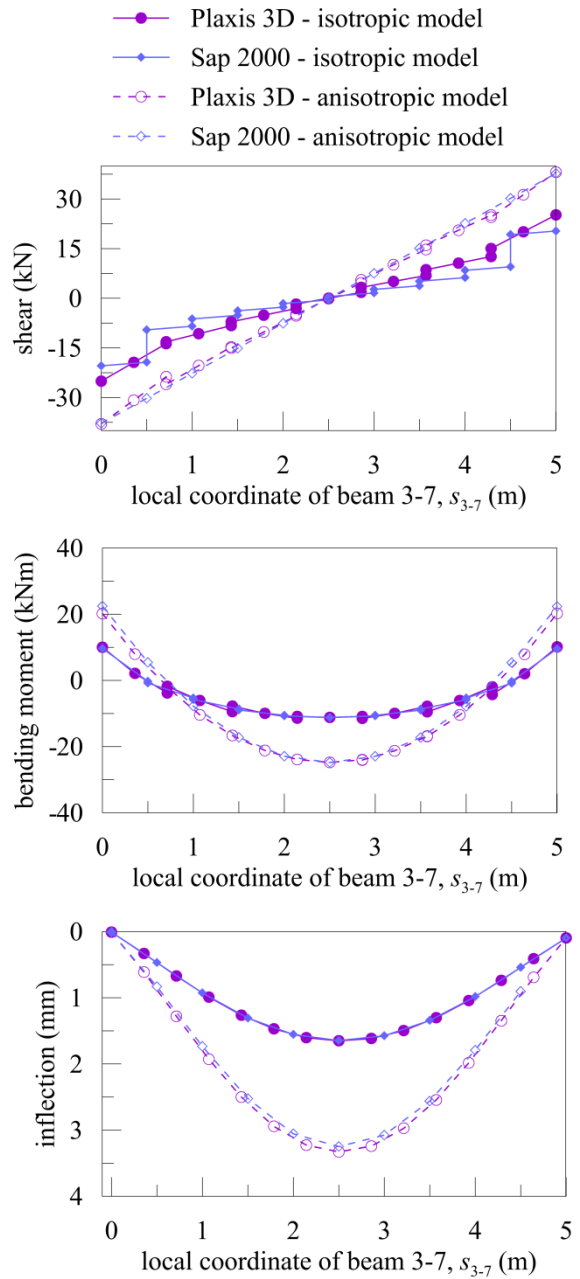 Plaxis 3D - isotropic model
Sap 2000 - isotropic model
Plaxis 3D - anisotropic model
Sap 2000 - anisotropic model
30
15
0
-15
-30
shear (kN)
0 1 2 3 4 5
local coordinate of beam 3-7, s3-7 (m)
40
20
0
-20
-40
bending moment (kNm)
0 1 2 3 4 5
local coordinate of beam 3-7, s3-7 (m)
0
1
2
3
4
inflection (mm)
0 1 2 3 4 5
local coordinate of beam 3-7, s3-7 (m)